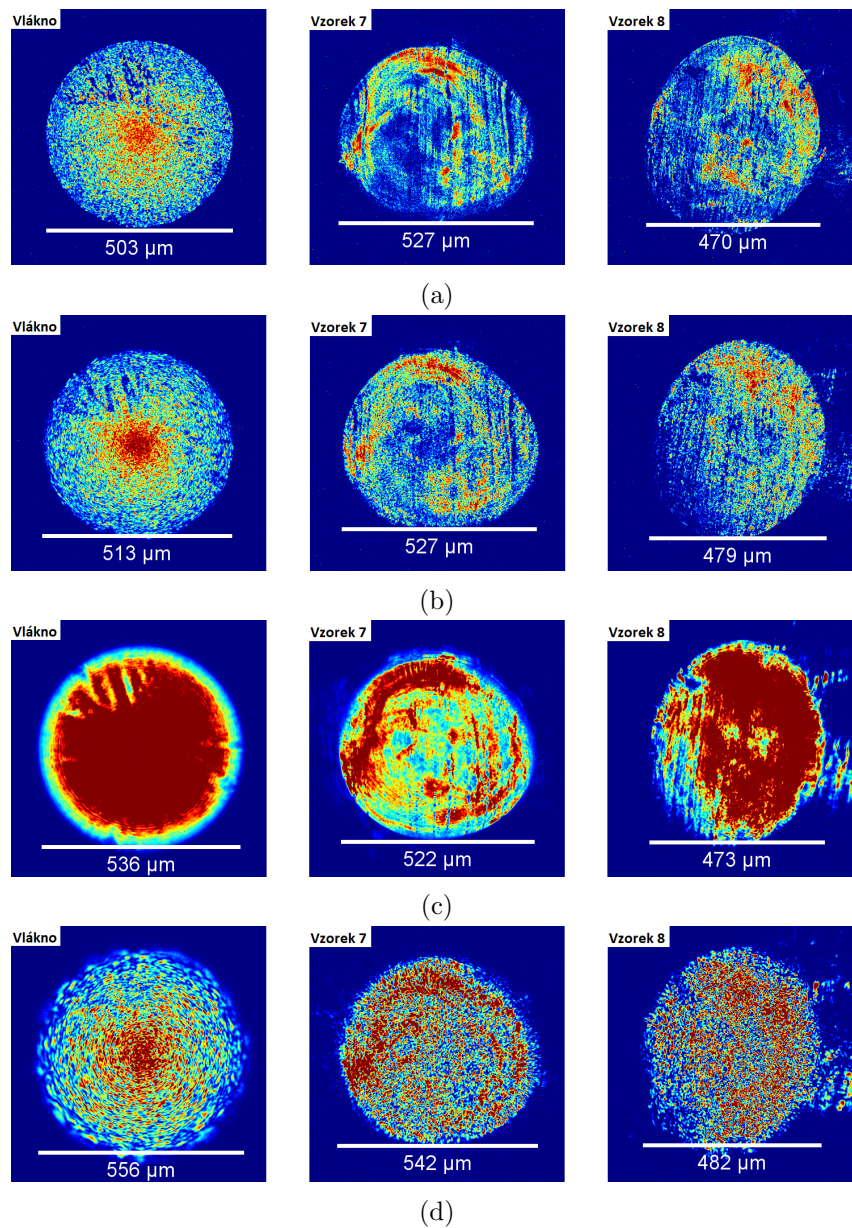 Vlákno Vzorek 7 Vzorek 8
503 µm 527 µm 470 µm
(a)
Vlákno Vzorek 7 Vzorek 8
513 µm 527 µm 479 µm
(b)
Vlákno Vzorek 7 Vzorek 8
536 µm 522 µm 473 µm
(c)
Vlákno Vzorek 7 Vzorek 8
556 µm 542 µm 482 µm
(d)